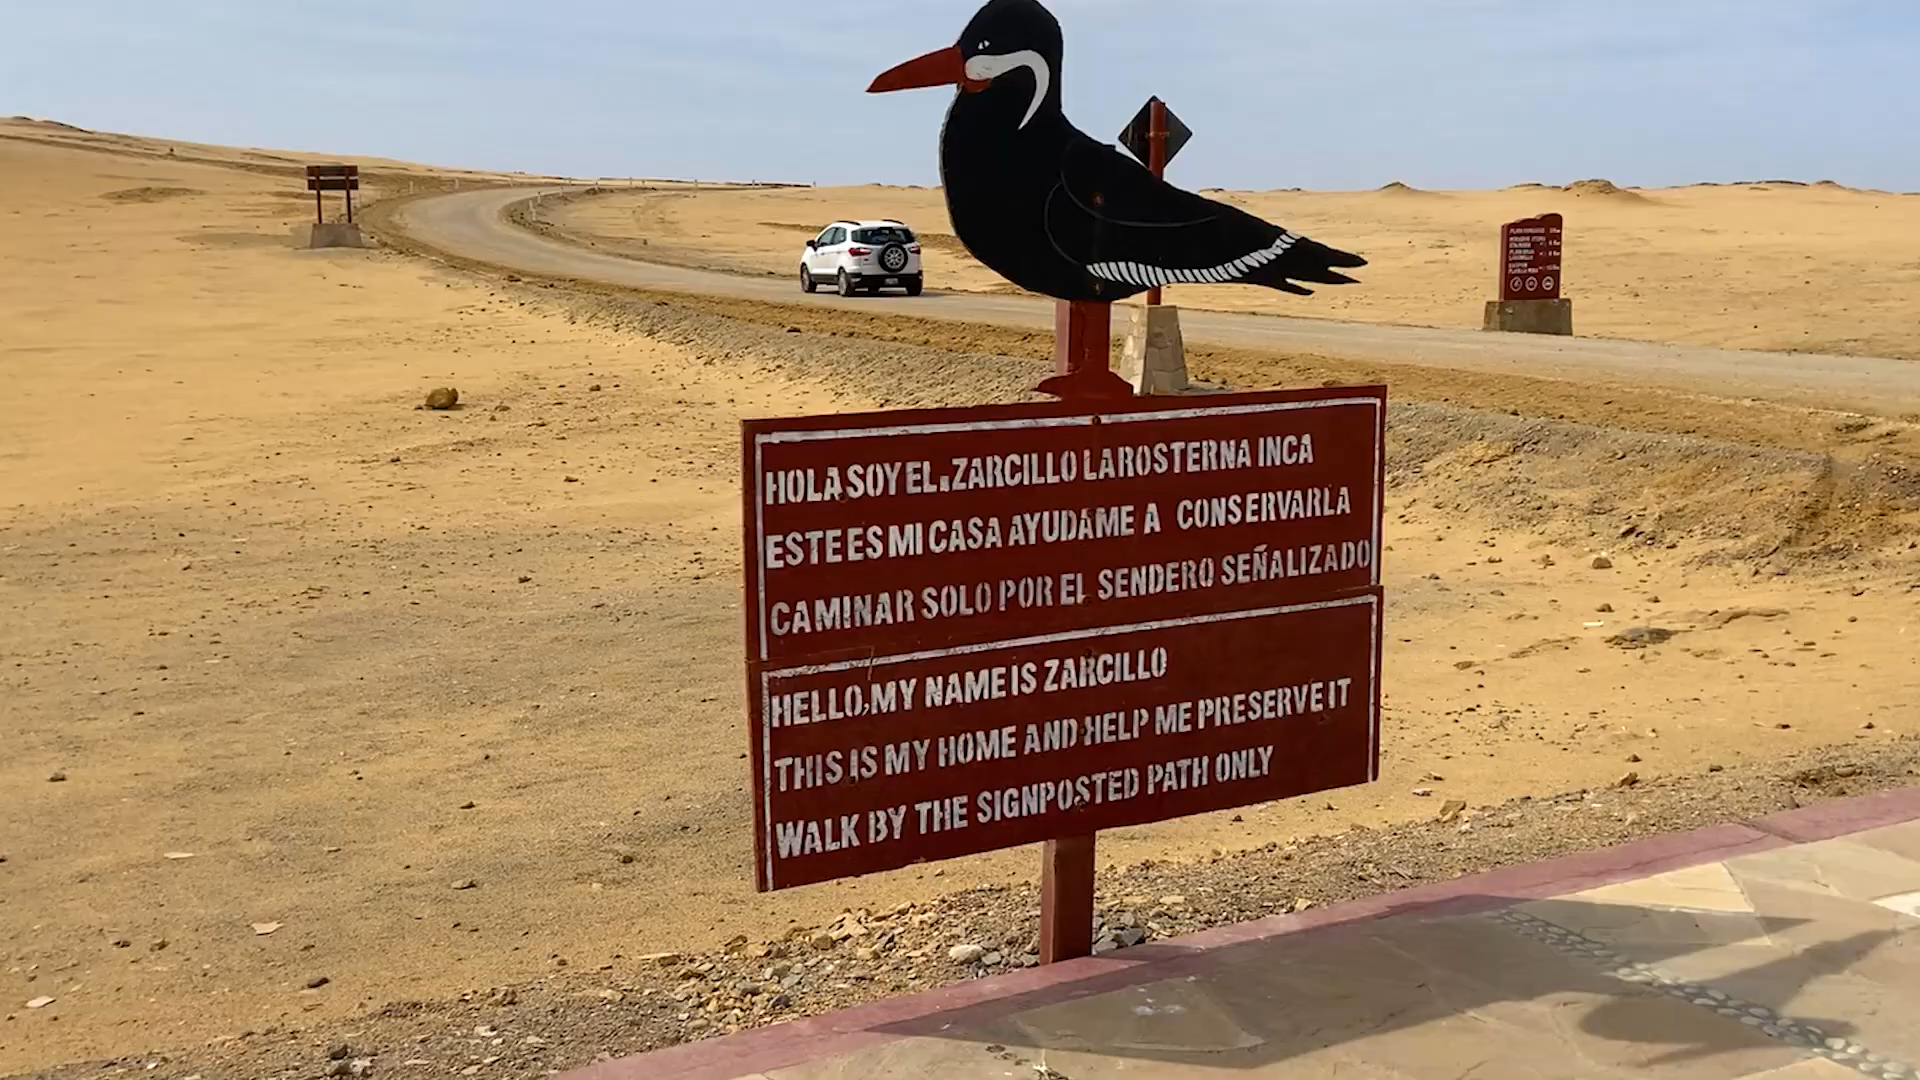 HOLA SOY EL ZARCILLO LAROSTERNA INCA
ESTE ES MI CASA AYUDAME A CONSERVARLA
CAMINAR SOLO POR EL SENDERO SEÑALIZADO
HELLO, MY NAME IS ZARCILLO
THIS IS MY HOME AND HELP ME PRESERVE IT
WALK BY THE SIGNPOSTED PATH ONLY